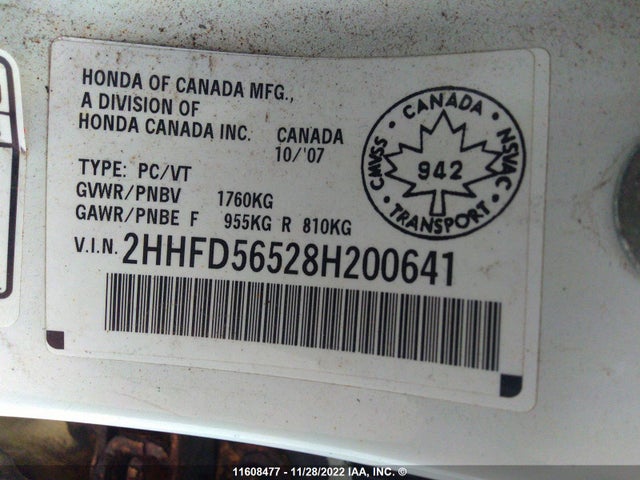 HONDA OF CANADA MFG.,
A DIVISION OF
HONDA CANADA INC. CANADA
10/'07
TYPE: PC/VT
GVWR/PNBV 1760KG
GAWR/PNBE F 955KG R 810KG
V.I.N. 2HHFD56528H200641
CANADA
CMVSS
NSVAC
942
TRANSPORT
11608477 - 11/28/2022 IAA, INC. ®